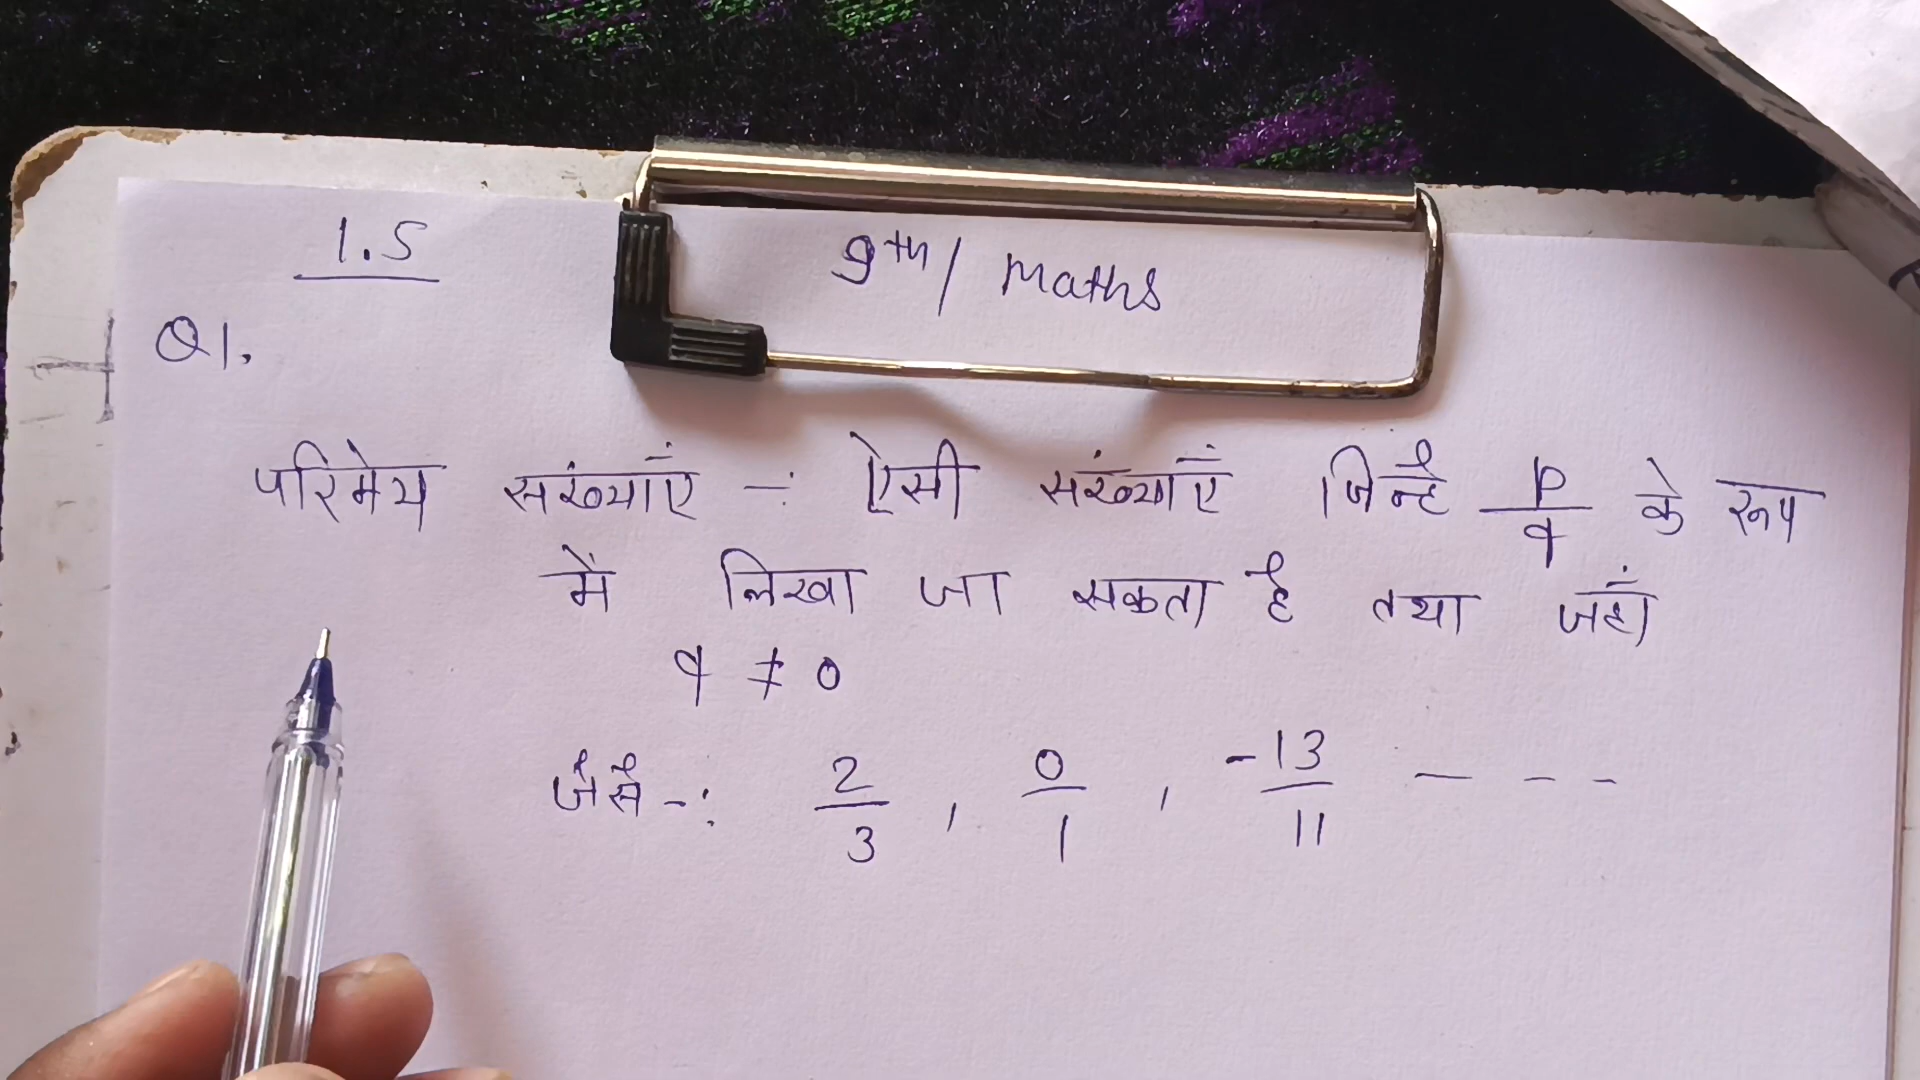 1.5
9th / Maths
Q1.
परिमेय संख्याएँ -: ऐसी संख्याएँ जिन्हे p/q के रूप
में लिखा जा सकता है तथा जहाँ
q ≠ 0
जैसे -: 2/3 , 0/1 , -13/11 - - -